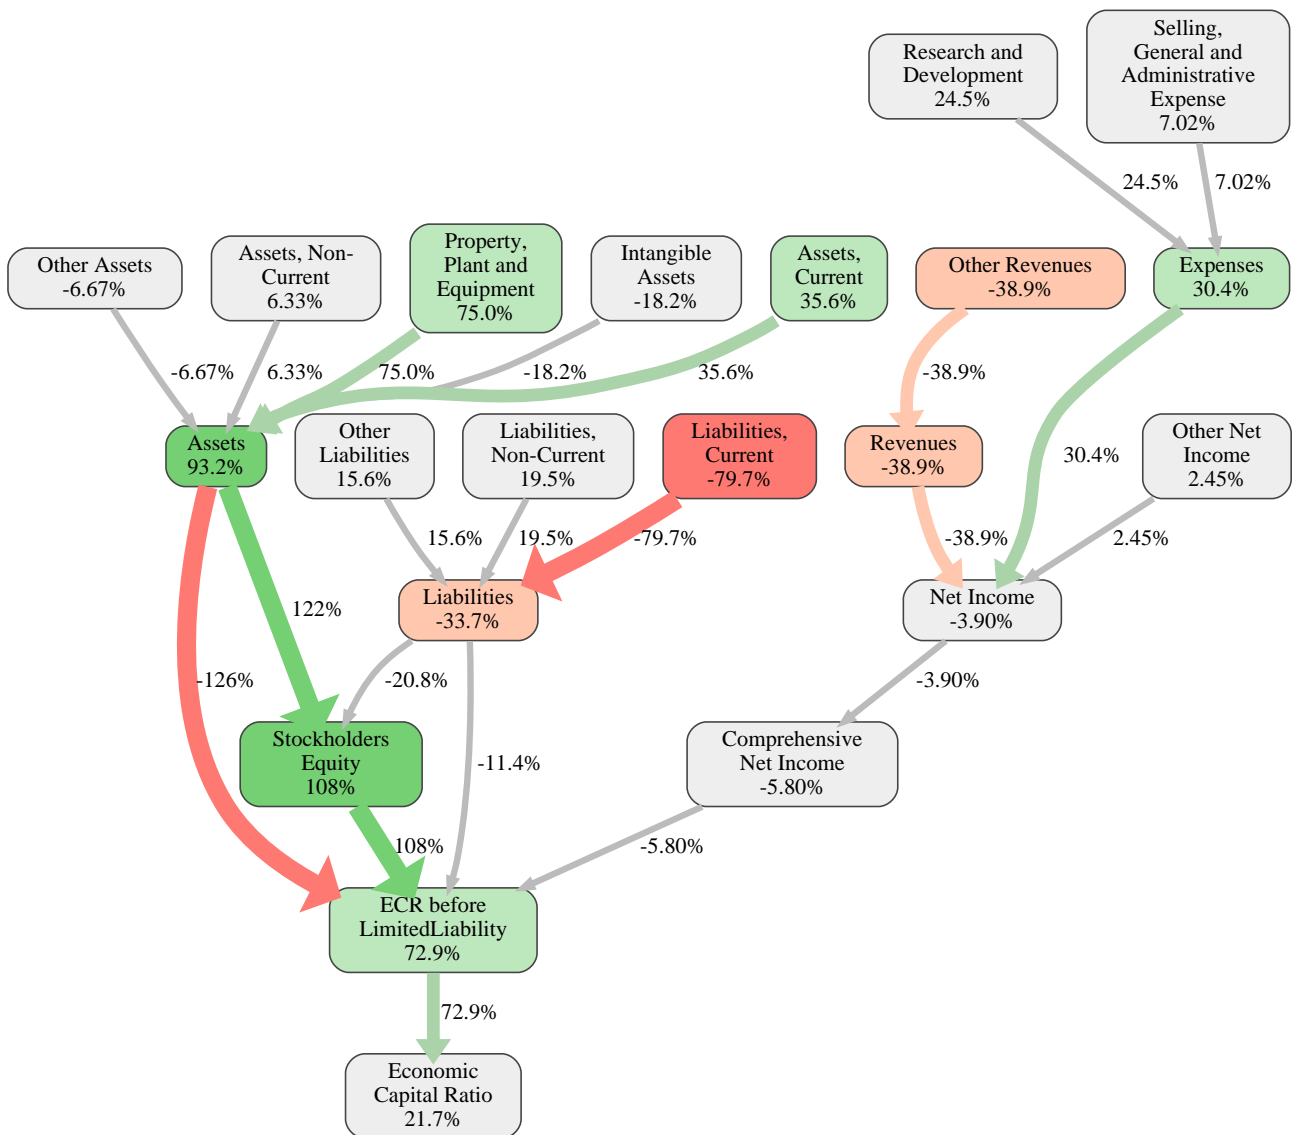 Selling,
General and
Administrative
Expense
7.02%
Research and
Development
24.5%
24.5%
7.02%
Other Assets
-6.67%
Assets, Non-
Current
6.33%
Property,
Plant and
Equipment
75.0%
Intangible
Assets
-18.2%
Assets,
Current
35.6%
Other Revenues
-38.9%
Expenses
30.4%
-6.67%
6.33%
75.0%
-18.2%
35.6%
-38.9%
Assets
93.2%
Other
Liabilities
15.6%
Liabilities,
Non-Current
19.5%
Liabilities,
Current
-79.7%
Revenues
-38.9%
30.4%
Other Net
Income
2.45%
15.6%
19.5%
-79.7%
-38.9%
2.45%
122%
Liabilities
-33.7%
Net Income
-3.90%
-126%
-20.8%
-3.90%
Stockholders
Equity
108%
-11.4%
Comprehensive
Net Income
-5.80%
108%
-5.80%
ECR before
LimitedLiability
72.9%
72.9%
Economic
Capital Ratio
21.7%